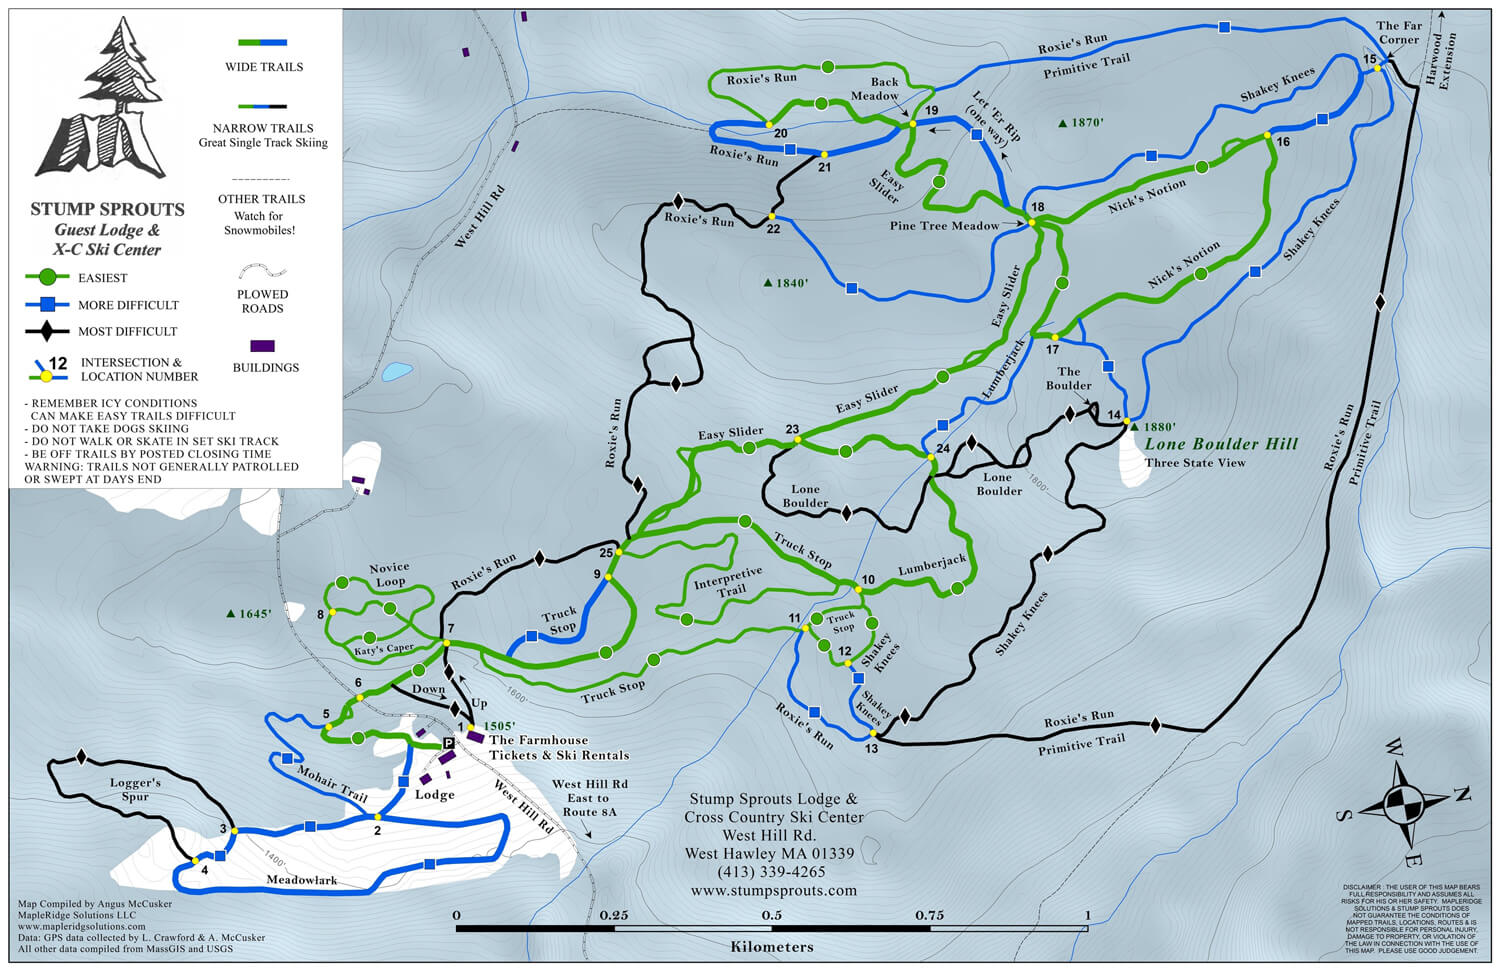 WIDE TRAILS
NARROW TRAILS
Great Single Track Skiing
OTHER TRAILS
Watch for
Snowmobiles!
PLOWED
ROADS
BUILDINGS
STUMP SPROUTS
Guest Lodge &
X-C Ski Center
EASIEST
MORE DIFFICULT
MOST DIFFICULT
12
INTERSECTION &
LOCATION NUMBER
- REMEMBER ICY CONDITIONS
CAN MAKE EASY TRAILS DIFFICULT
- DO NOT TAKE DOGS SKIING
- DO NOT WALK OR SKATE IN SET SKI TRACK
- BE OFF TRAILS BY POSTED CLOSING TIME
WARNING: TRAILS NOT GENERALLY PATROLLED
OR SWEPT AT DAYS END
Roxie's Run
Primitive Trail
The Far
Corner
15
Harwood
Extension
Roxie's Run
Back
Meadow
19
Let 'Er Rip
(one way)
1870'
Shakey Knees
20
Roxie's Run
21
16
West Hill Rd
Easy
Slider
Nick's Notion
18
Pine Tree Meadow
Roxie's Run
22
Shakey Knees
Nick's Notion
1840'
Easy Slider
17
Lumberjack
The
Boulder
14
1880'
Lone Boulder Hill
Three State View
Easy Slider
Roxie's Run
Easy Slider
23
24
Lone
Boulder
Lone
Boulder
1800'
Roxie's Run
Primitive Trail
Truck Stop
25
9
Roxie's Run
Novice
Loop
Interpretive
Trail
Lumberjack
10
8
1645'
Katy's Caper
7
Truck
Stop
11
Truck
Stop
12
Shakey
Knees
Shakey Knees
1600'
Truck Stop
6
Down
Up
5
1
1505'
P
The Farmhouse
Tickets & Ski Rentals
Shakey
Knees
Roxie's Run
13
Roxie's Run
Primitive Trail
Logger's
Spur
Mohair Trail
Lodge
West Hill Rd
West Hill Rd
East to
Route 8A
3
2
4
1400'
Meadowlark
Stump Sprouts Lodge &
Cross Country Ski Center
West Hill Rd.
West Hawley MA 01339
(413) 339-4265
www.stumpsprouts.com
W
N
S
E
Map Compiled by Angus McCusker
MapleRidge Solutions LLC
www.mapleridgsolutions.com
Data: GPS data collected by L. Crawford & A. McCusker
All other data compiled from MassGIS and USGS
0
0.25
0.5
0.75
1
Kilometers
DISCLAIMER : THE USER OF THIS MAP BEARS
FULL RESPONSIBILITY AND ASSUMES ALL
RISKS FOR HIS OR HER SAFETY. MAPLERIDGE
SOLUTIONS & STUMP SPROUTS DOES
NOT GUARANTEE THE CONDITIONS OF
MAPPED TRAILS, LOCATIONS, ROUTES & IS
NOT RESPONSIBLE FOR PERSONAL INJURY,
DAMAGE TO PROPERTY, OR VIOLATION OF
THE LAW IN CONNECTION WITH THE USE OF
THIS MAP. PLEASE USE GOOD JUDGEMENT.